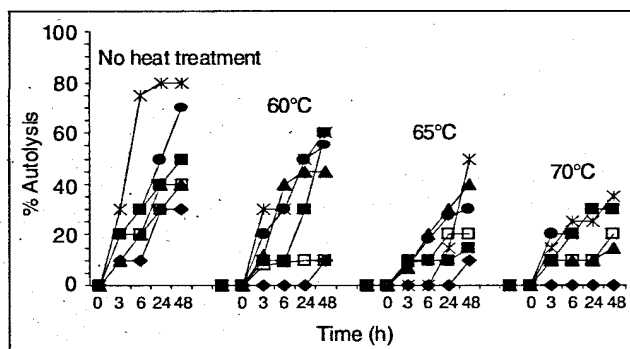 No heat treatment
60°C
65°C
70°C
% Autolysis
100
80
60
40
20
0
0 3 6 24 48 0 3 6 24 48 0 3 6 24 48 0 3 6 24 48
Time (h)